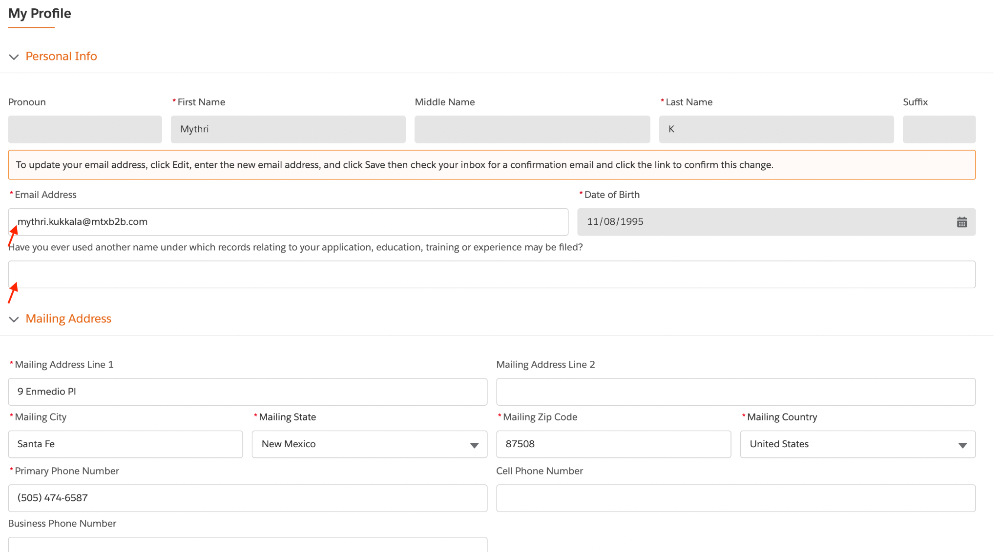 My Profile
Personal Info
Pronoun * First Name Middle Name * Last Name Suffix
Mythri K
To update your email address, click Edit, enter the new email address, and click Save then check your inbox for a confirmation email and click the link to confirm this change.
* Email Address * Date of Birth
mythri.kukkala@mtxb2b.com 11/08/1995
Have you ever used another name under which records relating to your application, education, training or experience may be filed?
Mailing Address
* Mailing Address Line 1 Mailing Address Line 2
9 Enmedio Pl
* Mailing City * Mailing State * Mailing Zip Code * Mailing Country
Santa Fe New Mexico 87508 United States
* Primary Phone Number Cell Phone Number
(505) 474-6587
Business Phone Number